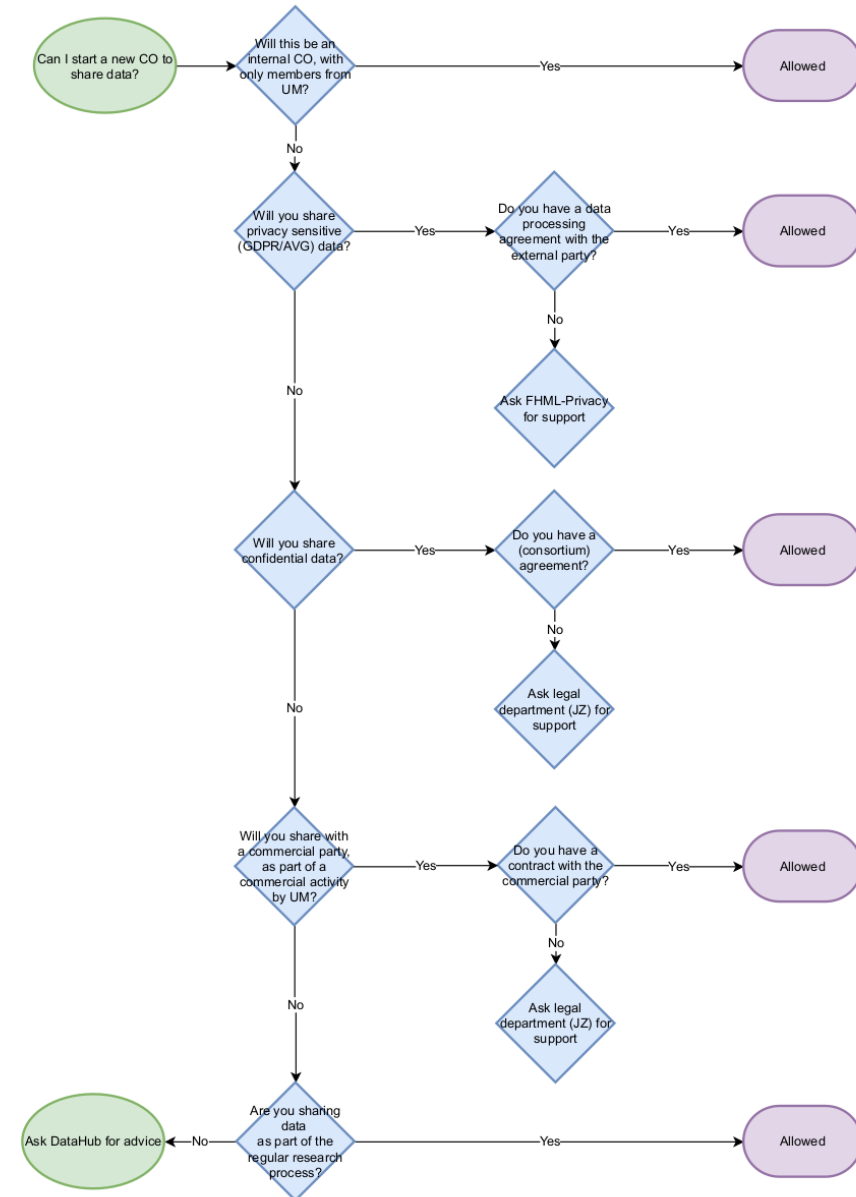 Can I start a new CO to
share data?
Will this be an
internal CO, with
only members from
UM?
Yes
Allowed
No
Will you share
privacy sensitive
(GDPR/AVG) data?
Yes
Do you have a data
processing
agreement with the
external party?
Yes
Allowed
No
Ask FHML-Privacy
for support
No
Will you share
confidential data?
Yes
Do you have a
(consortium)
agreement?
Yes
Allowed
No
Ask legal
department (JZ) for
support
No
Will you share with
a commercial party,
as part of a
commercial activity
by UM?
Yes
Do you have a
contract with the
commercial party?
Yes
Allowed
No
Ask legal
department (JZ) for
support
No
Are you sharing
data
as part of the
regular research
process?
Yes
Allowed
No
Ask DataHub for advice